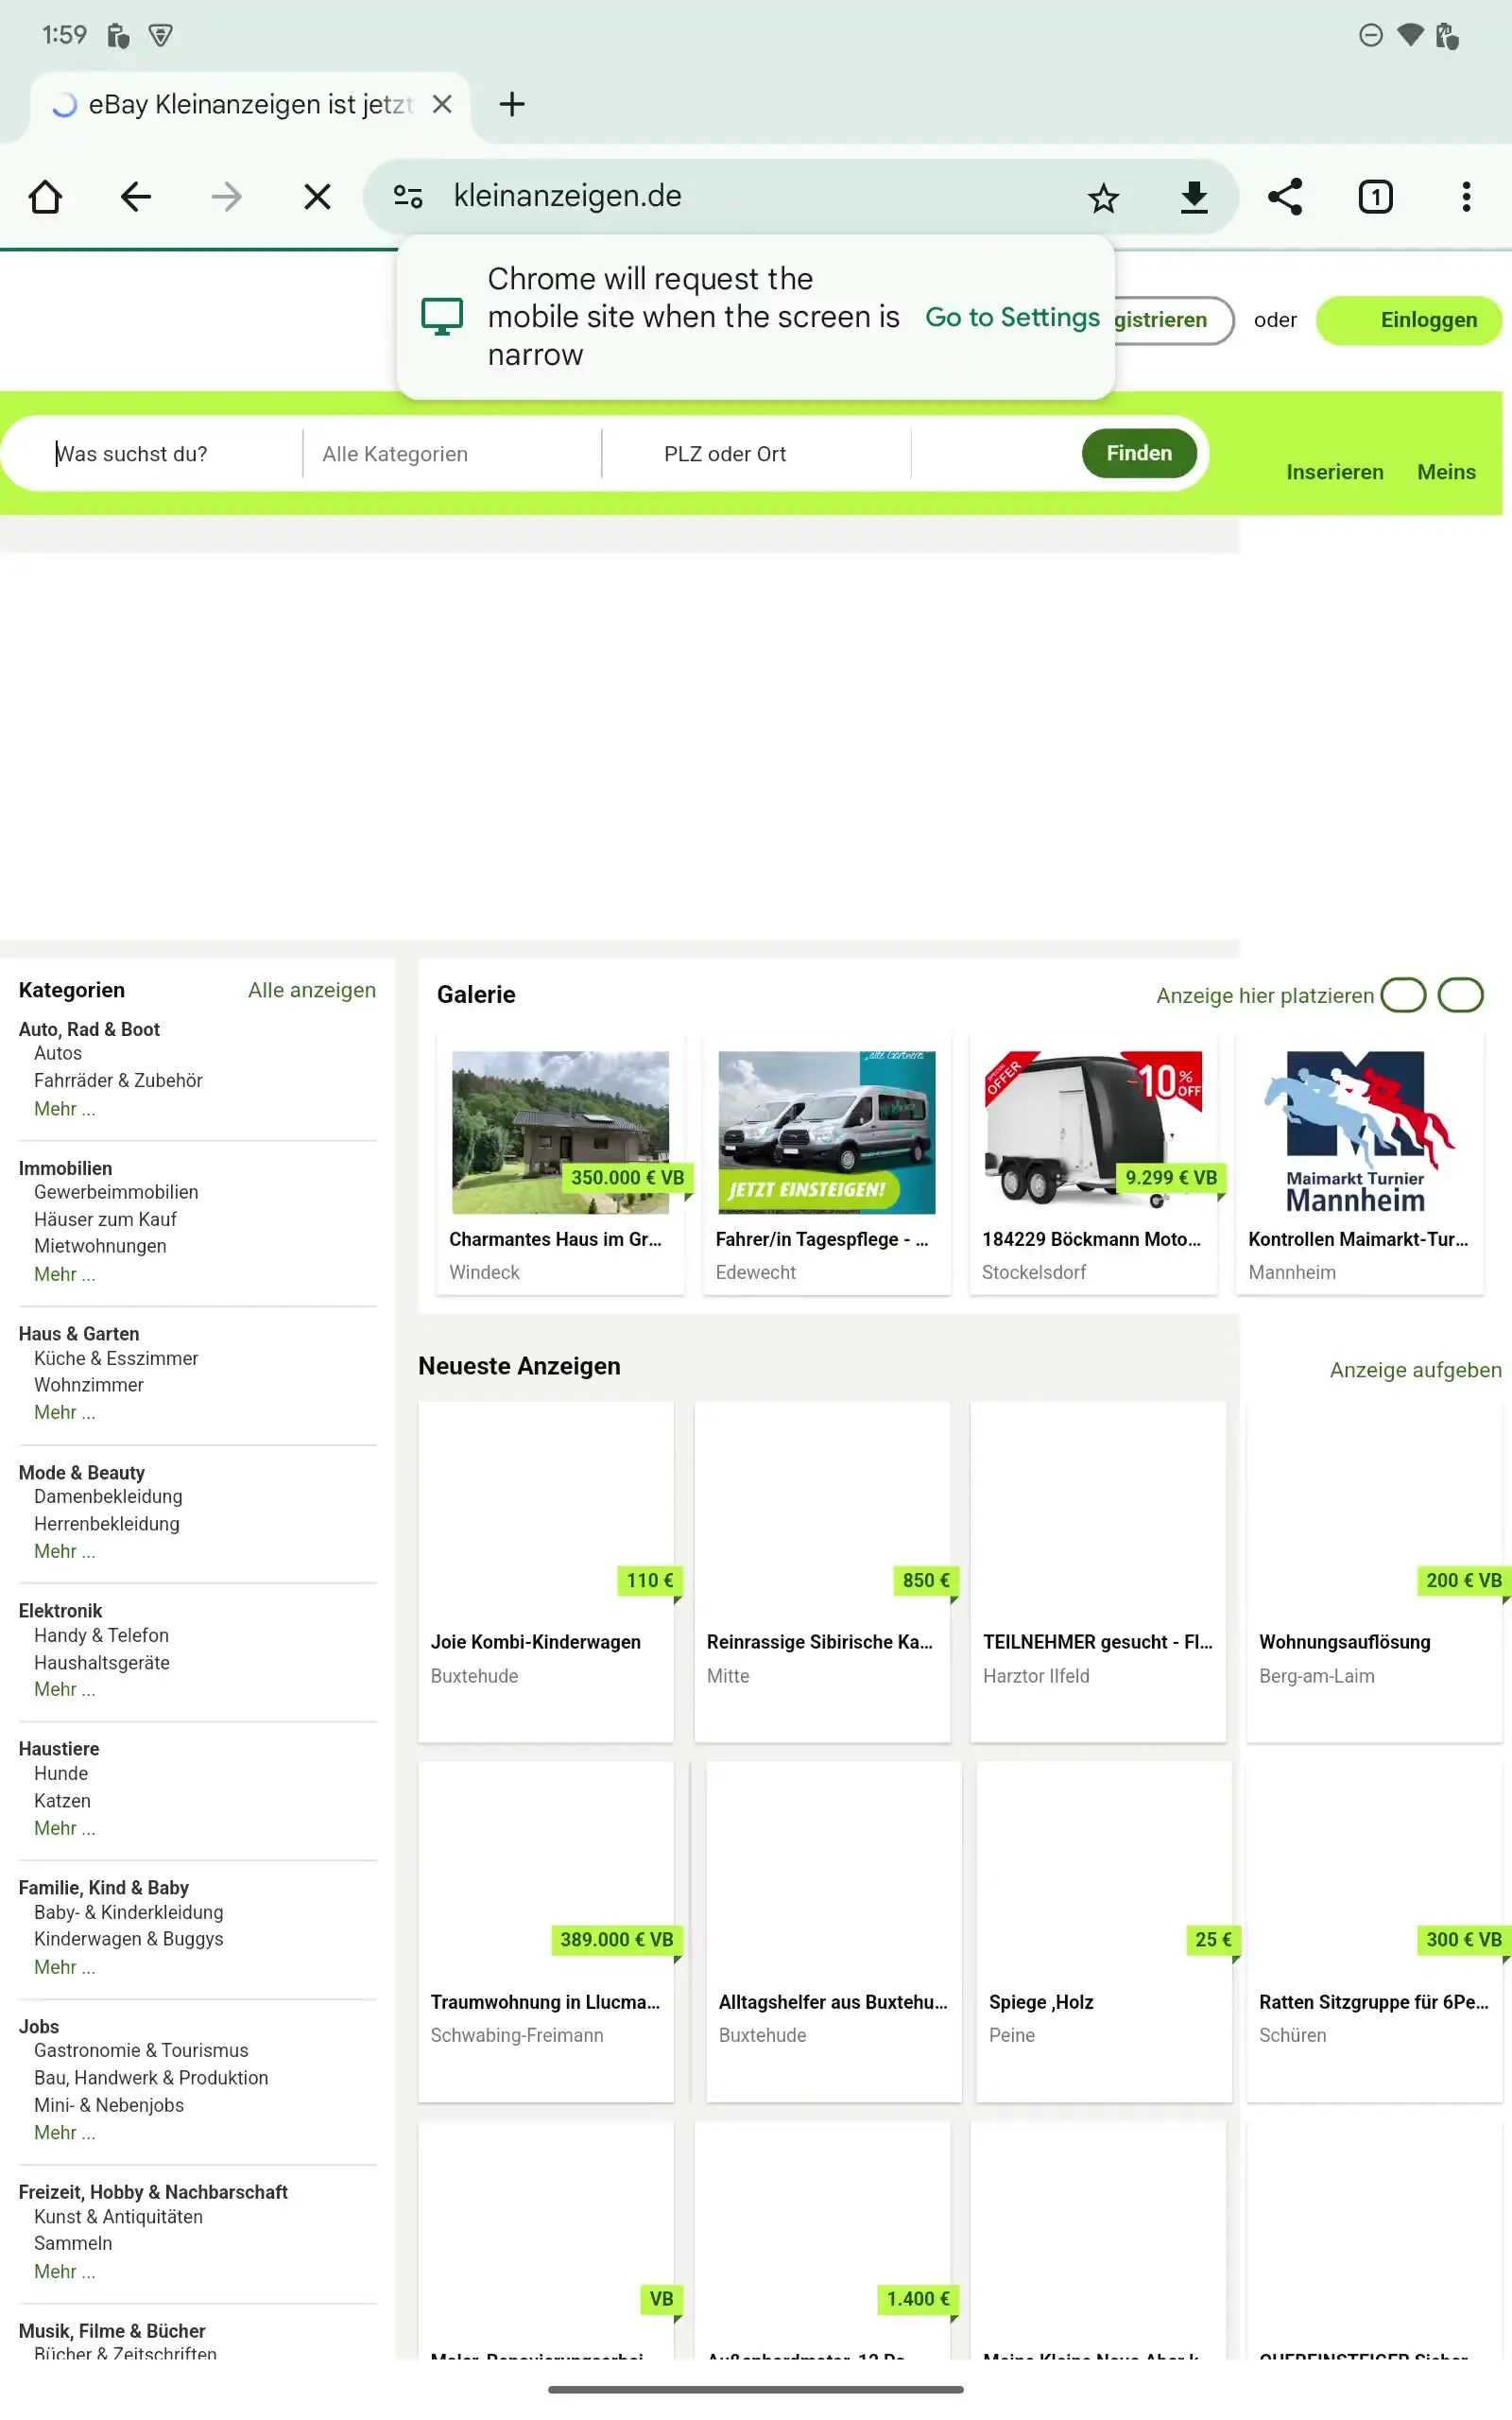 1:59
eBay Kleinanzeigen ist jetzt
kleinanzeigen.de
1
Chrome will request the
mobile site when the screen is
narrow
Go to Settings
gistrieren
oder
Einloggen
Was suchst du?
Alle Kategorien
PLZ oder Ort
Finden
Inserieren
Meins
Kategorien
Alle anzeigen
Auto, Rad & Boot
Autos
Fahrräder & Zubehör
Mehr ...
Immobilien
Gewerbeimmobilien
Häuser zum Kauf
Mietwohnungen
Mehr ...
Haus & Garten
Küche & Esszimmer
Wohnzimmer
Mehr ...
Mode & Beauty
Damenbekleidung
Herrenbekleidung
Mehr ...
Elektronik
Handy & Telefon
Haushaltsgeräte
Mehr ...
Haustiere
Hunde
Katzen
Mehr ...
Familie, Kind & Baby
Baby- & Kinderkleidung
Kinderwagen & Buggys
Mehr ...
Jobs
Gastronomie & Tourismus
Bau, Handwerk & Produktion
Mini- & Nebenjobs
Mehr ...
Freizeit, Hobby & Nachbarschaft
Kunst & Antiquitäten
Sammeln
Mehr ...
Musik, Filme & Bücher
Bücher & Zeitschriften
Galerie
Anzeige hier platzieren
350.000 € VB
Charmantes Haus im Gr...
Windeck
JETZT EINSTEIGEN!
Fahrer/in Tagespflege - ...
Edewecht
SPECIAL
OFFER
10% OFF
9.299 € VB
184229 Böckmann Moto...
Stockelsdorf
Maimarkt Turnier
Mannheim
Kontrollen Maimarkt-Tur...
Mannheim
Neueste Anzeigen
Anzeige aufgeben
110 €
Joie Kombi-Kinderwagen
Buxtehude
850 €
Reinrassige Sibirische Ka...
Mitte
TEILNEHMER gesucht - Fl...
Harztor Ilfeld
200 € VB
Wohnungsauflösung
Berg-am-Laim
389.000 € VB
Traumwohnung in Llucma...
Schwabing-Freimann
Alltagshelfer aus Buxtehu...
Buxtehude
25 €
Spiege ,Holz
Peine
300 € VB
Ratten Sitzgruppe für 6Pe...
Schüren
VB
1.400 €